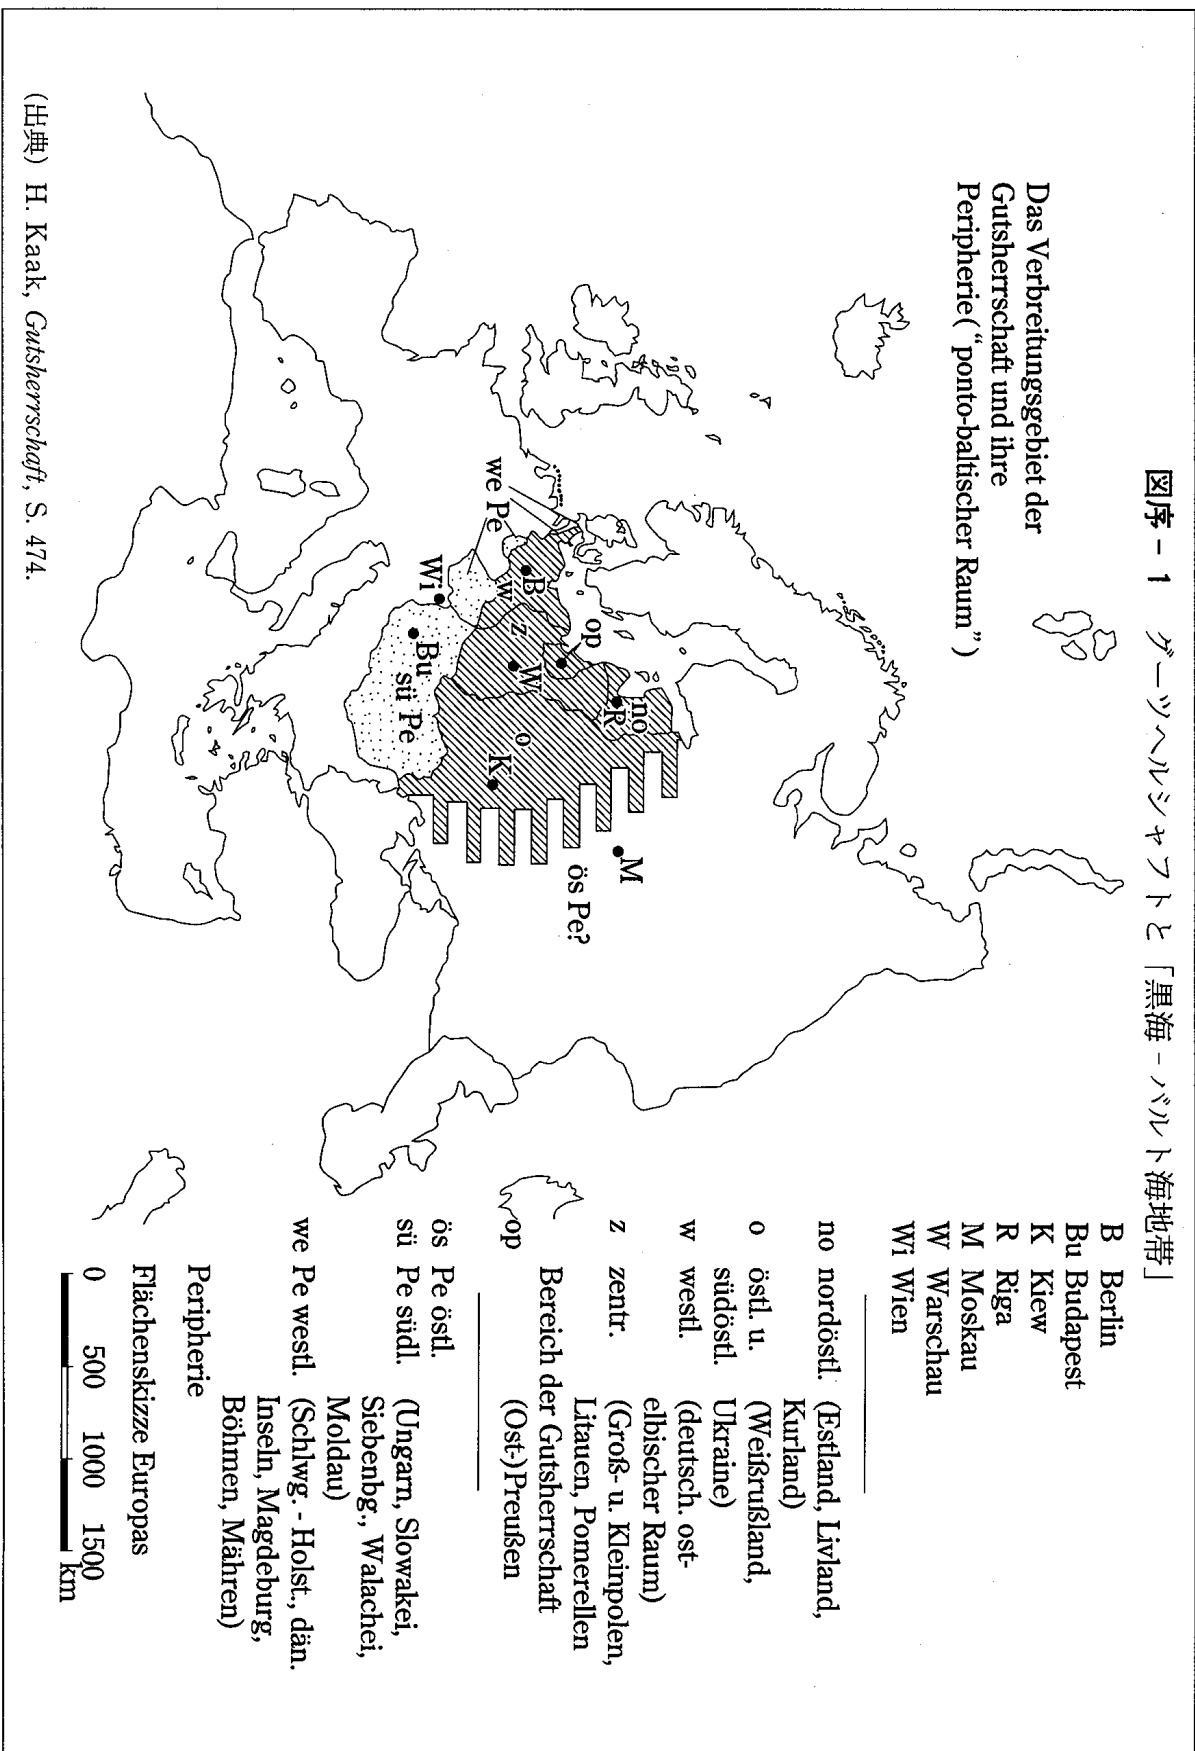 図序-1 グーツヘルシャフトと「黒海-バルト海地帯」
Das Verbreitungsgebiet der
Gutsherrschaft und ihre
Peripherie (“ponto-baltischer Raum”)
B Berlin
Bu Budapest
K Kiew
R Riga
M Moskau
W Warschau
Wi Wien
no nordöstl. (Estland, Livland,
Kurland)
o östl. u. (Weißrußland,
südöstl. Ukraine)
w westl. (deutsch. ost-
elbischer Raum)
z zentr. (Groß- u. Kleinpolen,
Litauen, Pomerellen
Bereich der Gutsherrschaft
op (Ost-)Preußen
ös Pe östl.
sü Pe südl. (Ungarn, Slowakei,
Siebenbg., Walachei,
Moldau)
we Pe westl. (Schlwg. - Holst., dän.
Inseln, Magdeburg,
Böhmen, Mähren)
Peripherie
Flächenskizze Europas
0 500 1000 1500
km
M
ös Pe?
no
R
op
we Pe
B
w
z
W
o
K
Wi
Bu
sü Pe
(出典) H. Kaak, Gutsherrschaft, S. 474.